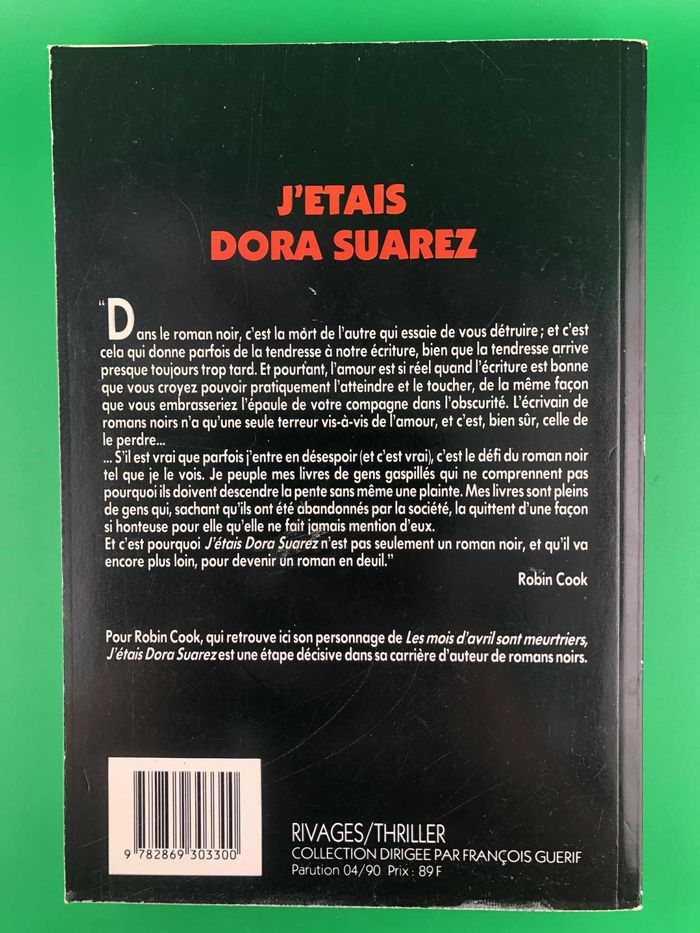 J'ETAIS
DORA SUAREZ
"Dans le roman noir, c'est la mort de l'autre qui essaie de vous détruire ; et c'est
cela qui donne parfois de la tendresse à notre écriture, bien que la tendresse arrive
presque toujours trop tard. Et pourtant, l'amour est si réel quand l'écriture est bonne
que vous croyez pouvoir pratiquement l'atteindre et le toucher, de la même façon
que vous embrasseriez l'épaule de votre compagne dans l'obscurité. L'écrivain de
romans noirs n'a qu'une seule terreur vis-à-vis de l'amour, et c'est, bien sûr, celle de
le perdre...
... S'il est vrai que parfois j'entre en désespoir (et c'est vrai), c'est le défi du roman noir
tel que je le vois. Je peuple mes livres de gens gaspillés qui ne comprennent pas
pourquoi ils doivent descendre la pente sans même une plainte. Mes livres sont pleins
de gens qui, sachant qu'ils ont été abandonnés par la société, la quittent d'une façon
si honteuse pour elle qu'elle ne fait jamais mention d'eux.
Et c'est pourquoi J'étais Dora Suarez n'est pas seulement un roman noir, et qu'il va
encore plus loin, pour devenir un roman en deuil."
Robin Cook
Pour Robin Cook, qui retrouve ici son personnage de Les mois d'avril sont meurtriers,
J'étais Dora Suarez est une étape décisive dans sa carrière d'auteur de romans noirs.
9 782869 303300
RIVAGES/THRILLER
COLLECTION DIRIGEE PAR FRANÇOIS GUERIF
Parution 04/90 Prix : 89 F